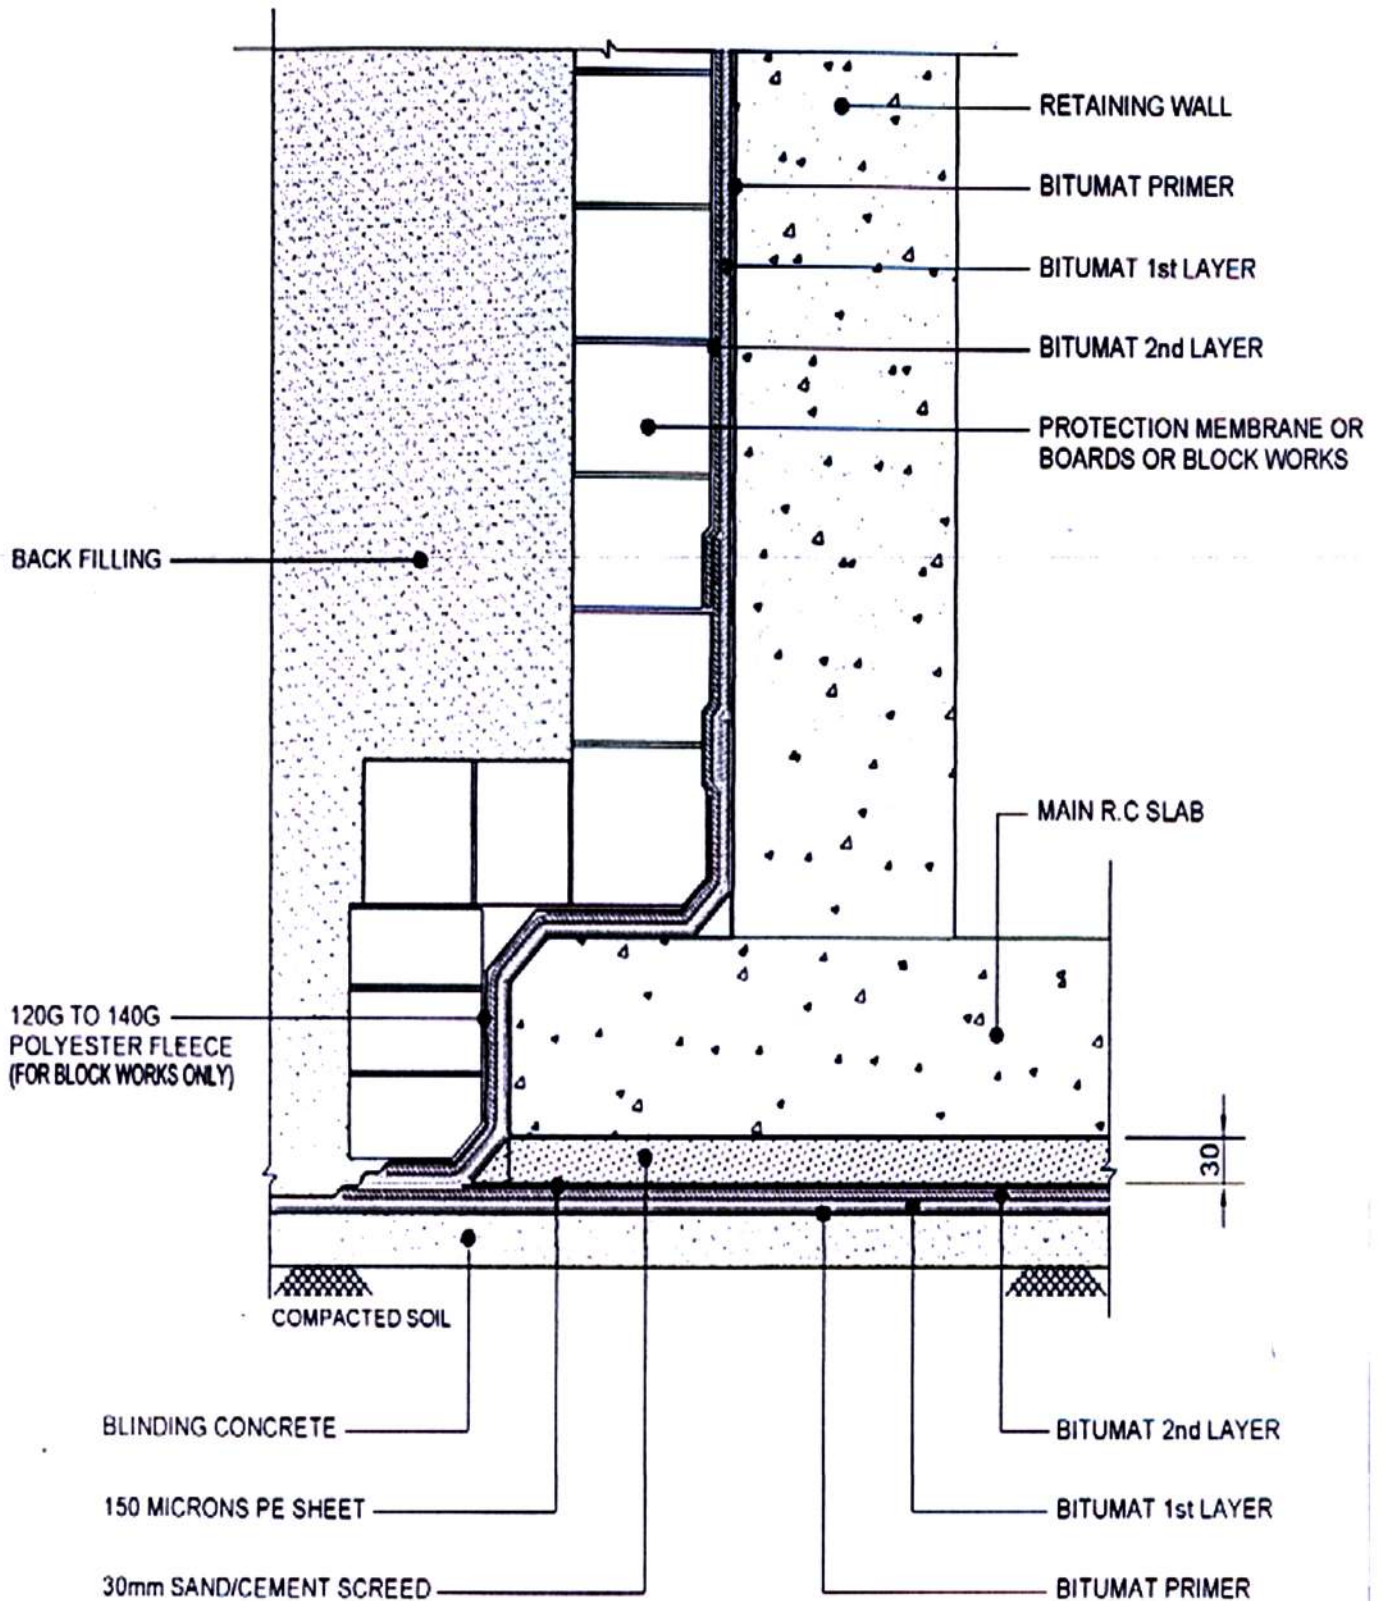 RETAINING WALL
BITUMAT PRIMER
BITUMAT 1st LAYER
BITUMAT 2nd LAYER
PROTECTION MEMBRANE OR
BOARDS OR BLOCK WORKS
BACK FILLING
MAIN R.C SLAB
120G TO 140G
POLYESTER FLEECE
(FOR BLOCK WORKS ONLY)
30
COMPACTED SOIL
BLINDING CONCRETE
150 MICRONS PE SHEET
30mm SAND/CEMENT SCREED
BITUMAT 2nd LAYER
BITUMAT 1st LAYER
BITUMAT PRIMER